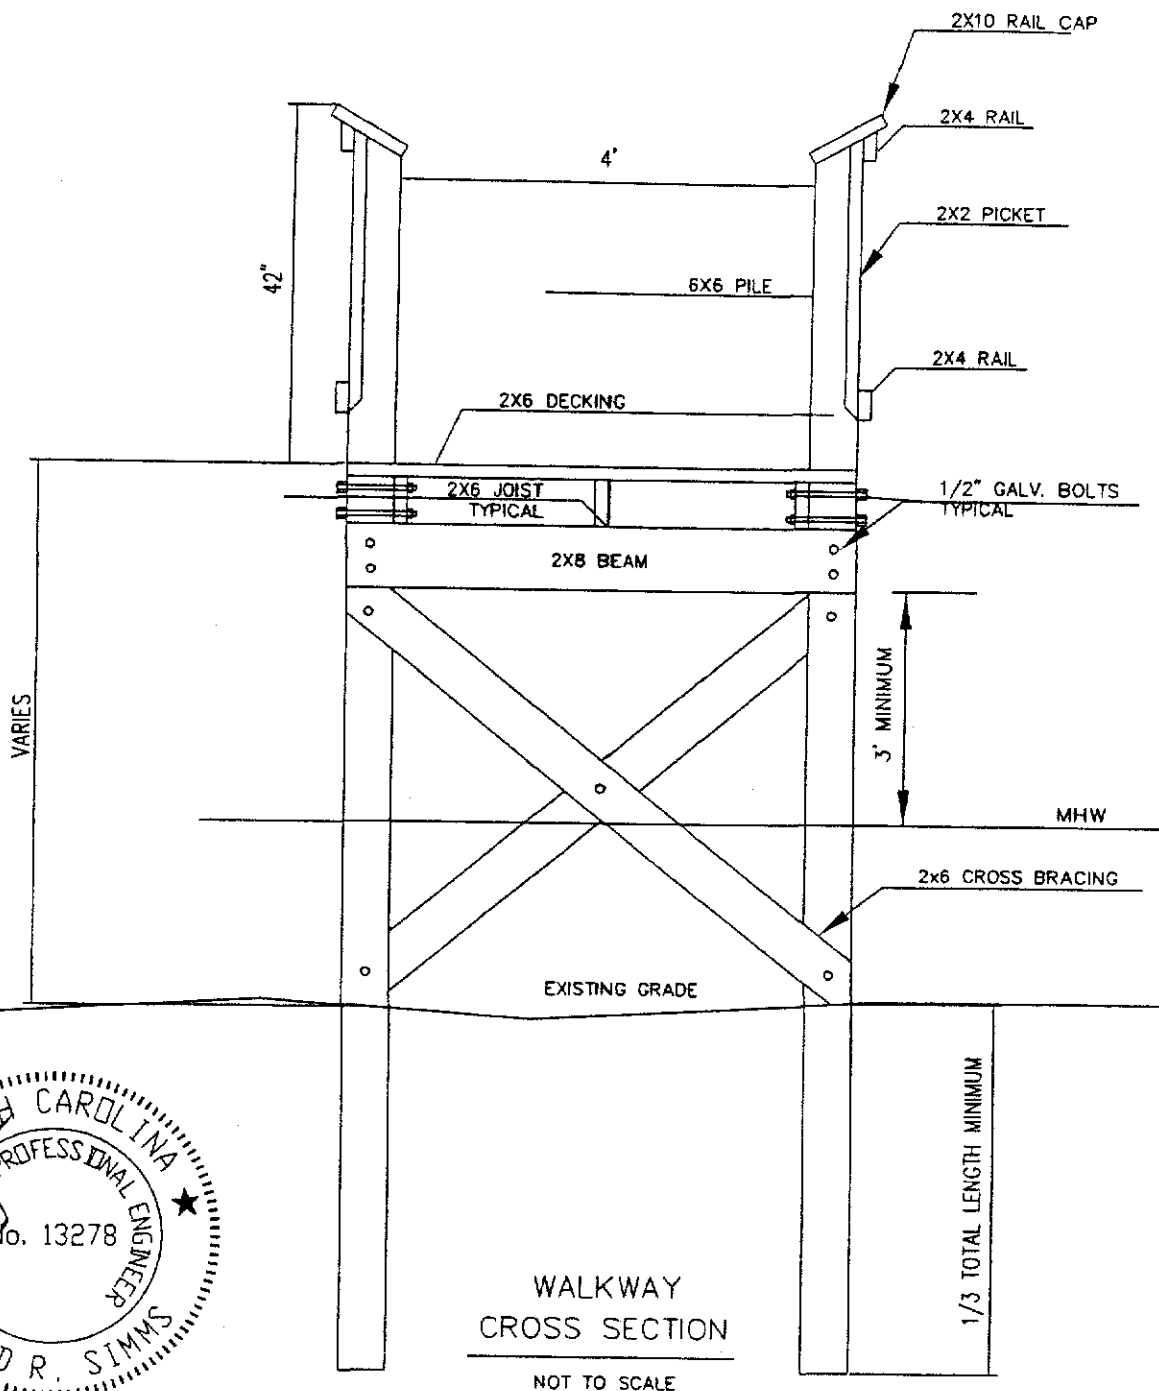 2X10 RAIL CAP
2X4 RAIL
4'
2X2 PICKET
42"
6X6 PILE
2X4 RAIL
2X6 DECKING
2X6 JOIST
TYPICAL
1/2" GALV. BOLTS
TYPICAL
2X8 BEAM
3' MINIMUM
VARIES
MHW
2x6 CROSS BRACING
EXISTING GRADE
1/3 TOTAL LENGTH MINIMUM
CAROLINA
PROFESSIONAL ENGINEER
No. 13278
D R. SIMMS
WALKWAY
CROSS SECTION
NOT TO SCALE